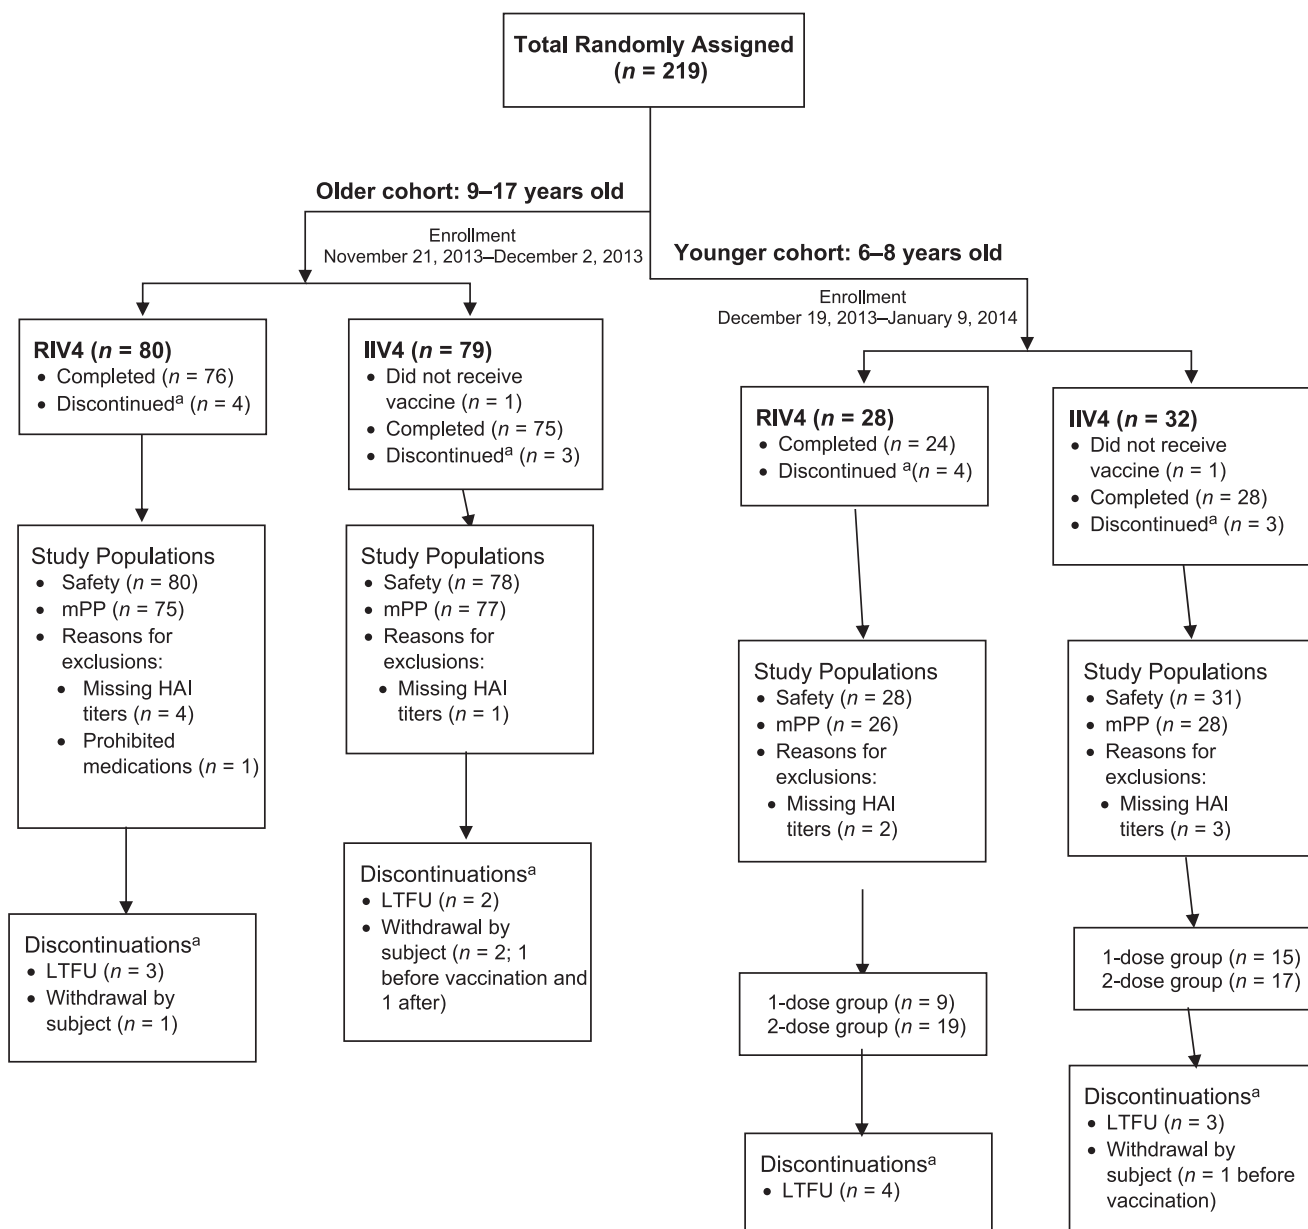 Total Randomly Assigned
(n = 219)
Older cohort: 9–17 years old
Enrollment
November 21, 2013–December 2, 2013
Younger cohort: 6–8 years old
Enrollment
December 19, 2013–January 9, 2014
RIV4 (n = 80)
• Completed (n = 76)
• Discontinuedᵃ (n = 4)
IIV4 (n = 79)
• Did not receive
vaccine (n = 1)
• Completed (n = 75)
• Discontinuedᵃ (n = 3)
RIV4 (n = 28)
• Completed (n = 24)
• Discontinued ᵃ(n = 4)
IIV4 (n = 32)
• Did not receive
vaccine (n = 1)
• Completed (n = 28)
• Discontinuedᵃ (n = 3)
Study Populations
• Safety (n = 80)
• mPP (n = 75)
• Reasons for
exclusions:
• Missing HAI
titers (n = 4)
• Prohibited
medications (n = 1)
Study Populations
• Safety (n = 78)
• mPP (n = 77)
• Reasons for
exclusions:
• Missing HAI
titers (n = 1)
Study Populations
• Safety (n = 28)
• mPP (n = 26)
• Reasons for
exclusions:
• Missing HAI
titers (n = 2)
Study Populations
• Safety (n = 31)
• mPP (n = 28)
• Reasons for
exclusions:
• Missing HAI
titers (n = 3)
Discontinuationsᵃ
• LTFU (n = 3)
• Withdrawal by
subject (n = 1)
Discontinuationsᵃ
• LTFU (n = 2)
• Withdrawal by
subject (n = 2; 1
before vaccination and
1 after)
1-dose group (n = 9)
2-dose group (n = 19)
1-dose group (n = 15)
2-dose group (n = 17)
Discontinuationsᵃ
• LTFU (n = 4)
Discontinuationsᵃ
• LTFU (n = 3)
• Withdrawal by
subject (n = 1 before
vaccination)